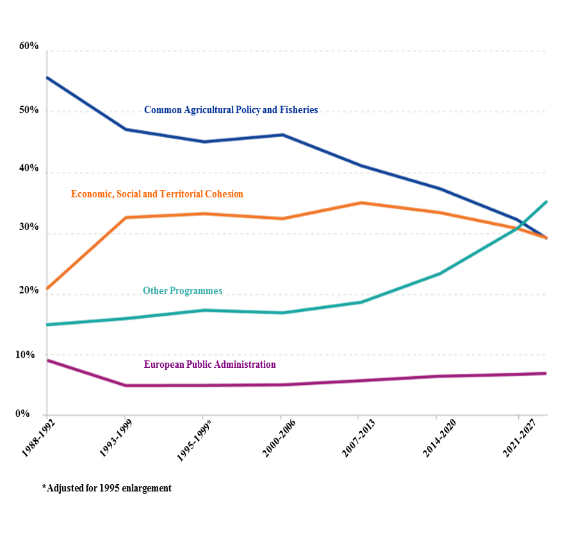 60%
50%
Common Agricultural Policy and Fisheries
40%
Economic, Social and Territorial Cohesion
30%
20%
Other Programmes
10%
European Public Administration
0%
1988-1992
1993-1999
1995-1999*
2000-2006
2007-2013
2014-2020
2021-2027
*Adjusted for 1995 enlargement